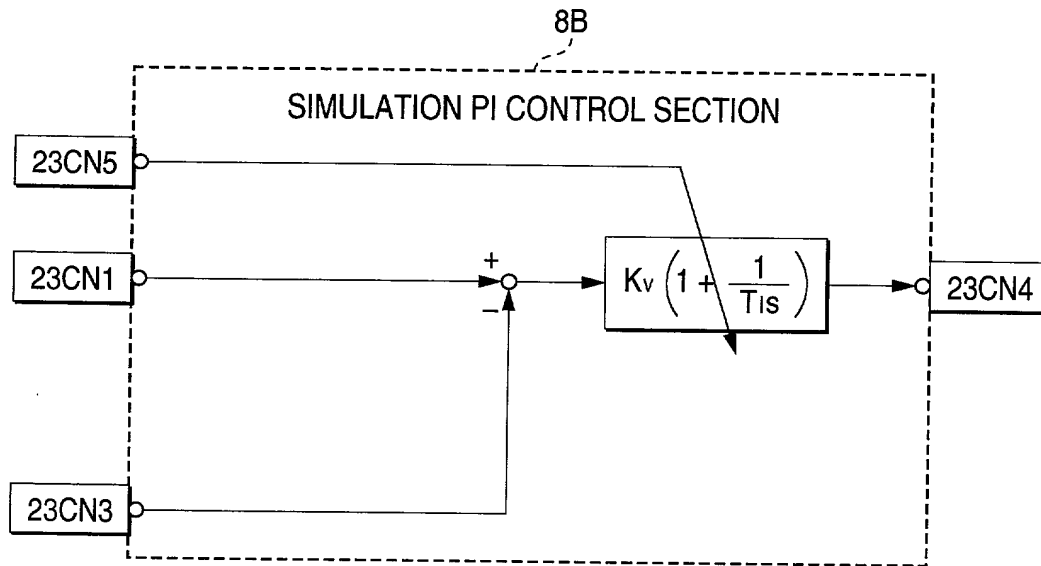 8B
SIMULATION PI CONTROL SECTION
23CN5
23CN1
+
−
Kv (1 + 1/TIs)
23CN4
23CN3